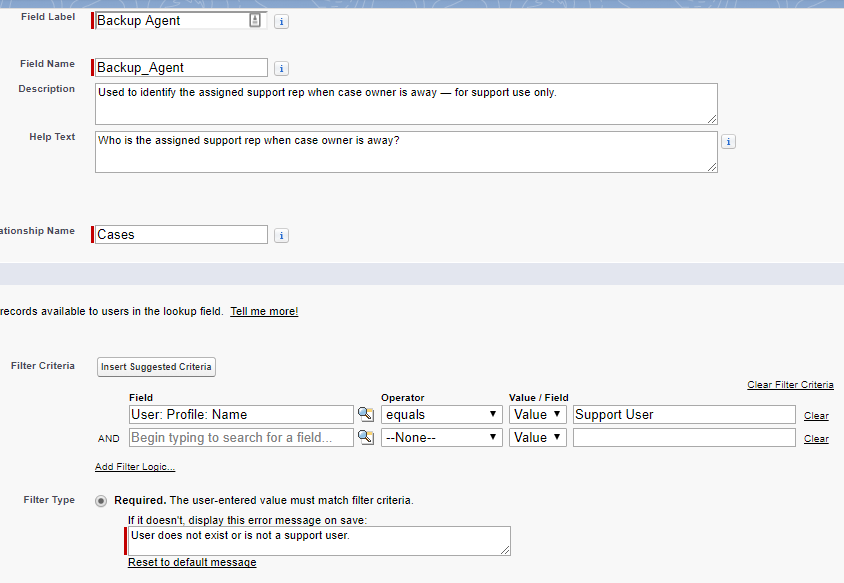 Field Label Backup Agent
Field Name Backup_Agent
Description Used to identify the assigned support rep when case owner is away — for support use only.
Help Text Who is the assigned support rep when case owner is away?
ationship Name Cases
records available to users in the lookup field. Tell me more!
Filter Criteria Insert Suggested Criteria
Clear Filter Criteria
Field Operator Value / Field
User: Profile: Name equals Value Support User Clear
AND Begin typing to search for a field... --None-- Value Clear
Add Filter Logic...
Filter Type Required. The user-entered value must match filter criteria.
If it doesn't, display this error message on save:
User does not exist or is not a support user.
Reset to default message